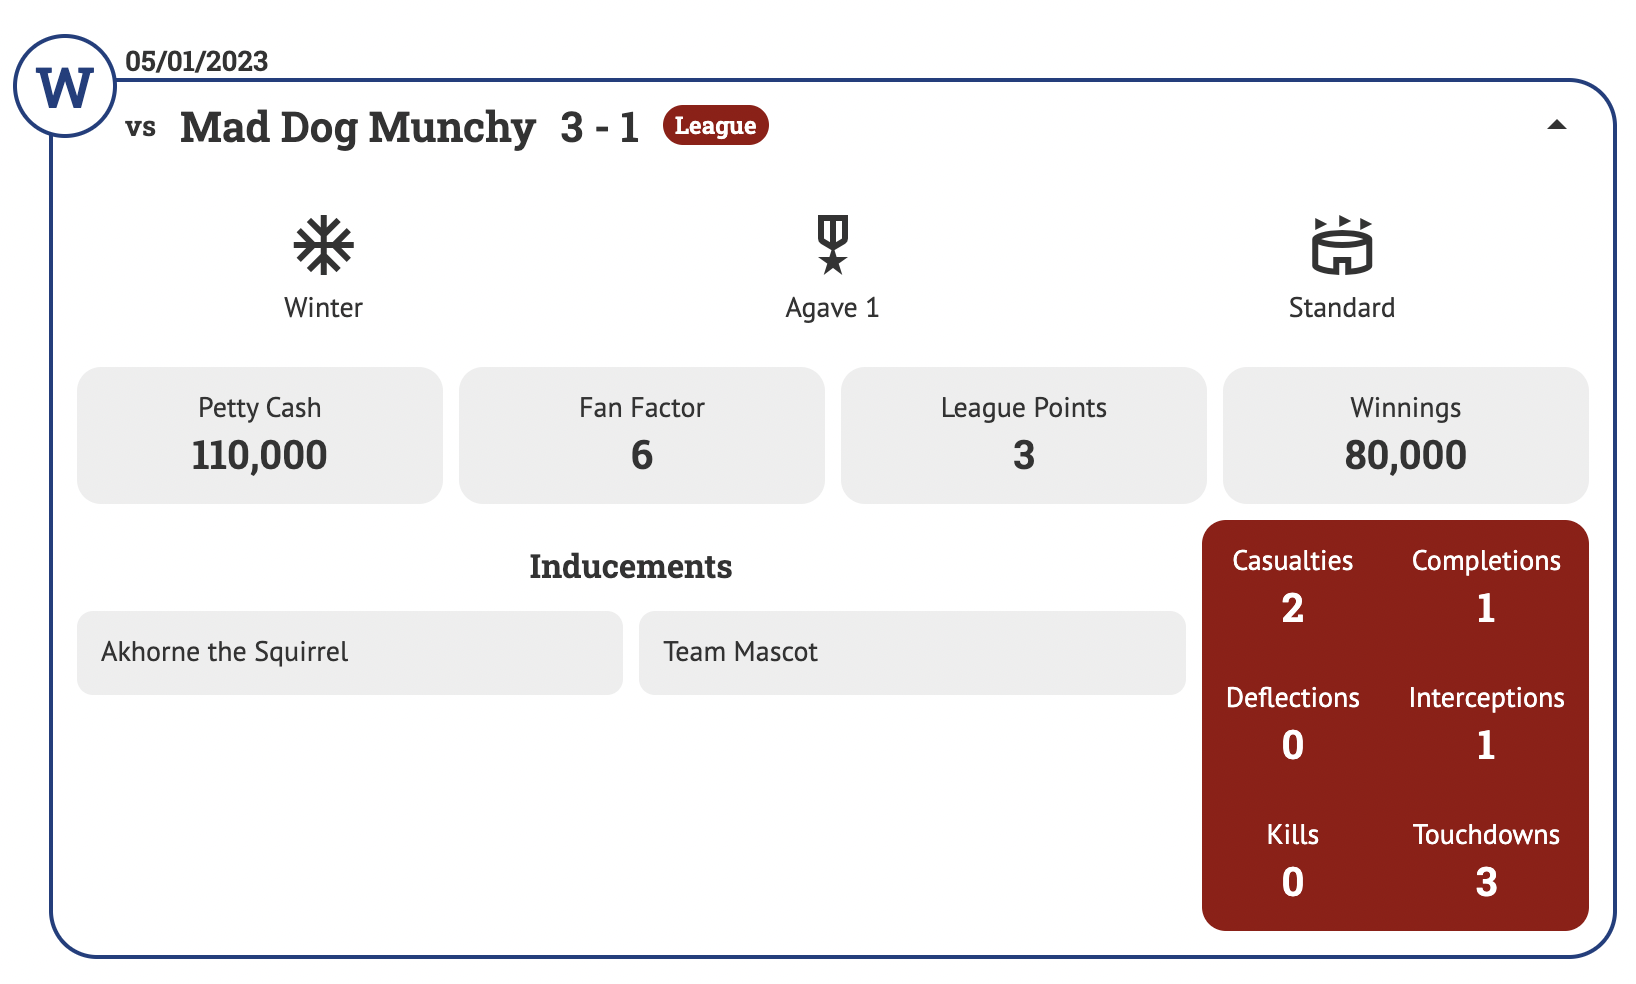 W
05/01/2023
vs Mad Dog Munchy 3 - 1 League
Winter
Agave 1
Standard
Petty Cash
110,000
Fan Factor
6
League Points
3
Winnings
80,000
Inducements
Akhorne the Squirrel
Team Mascot
Casualties
2
Completions
1
Deflections
0
Interceptions
1
Kills
0
Touchdowns
3